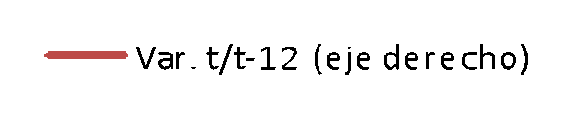 Var. t/t-12 (eje derecho)